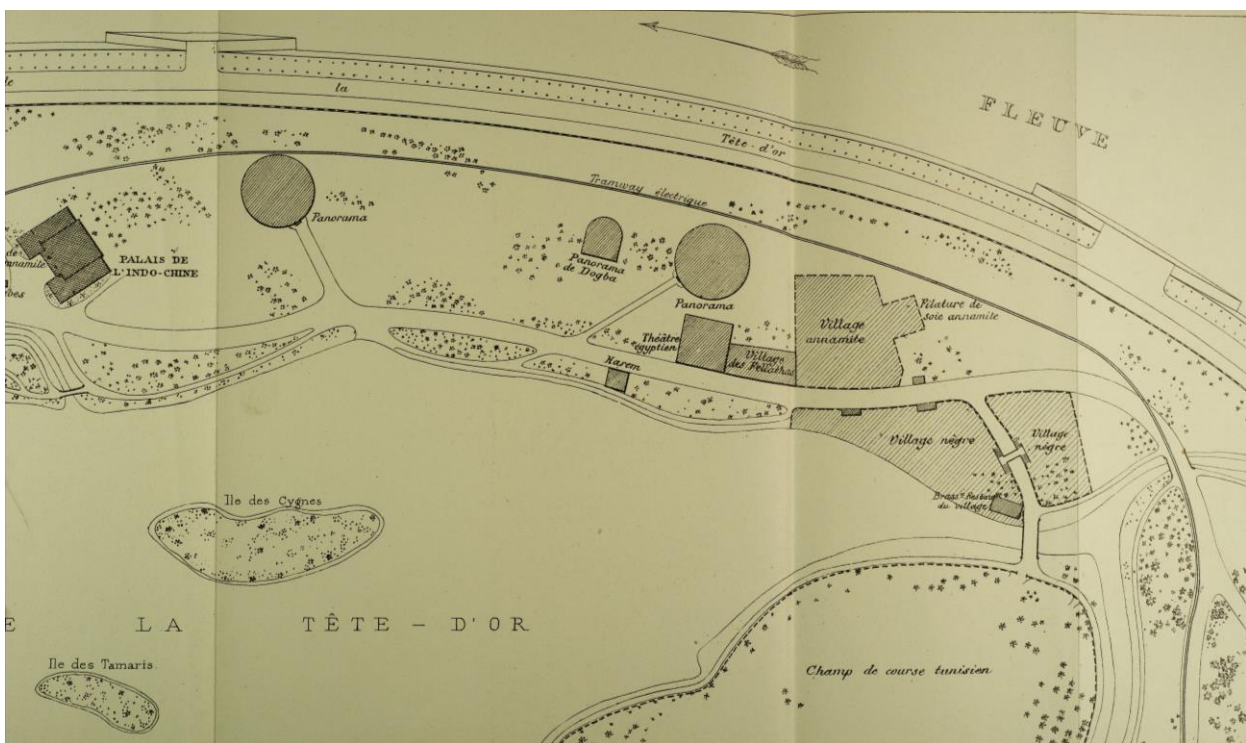 la
Tête-d'or
FLEUVE
Tramway électrique
Panorama
PALAIS DE
L'INDO-CHINE
Panorama
de Dogba
Panorama
Village
annamite
Filature de
soie annamite
Théâtre
égyptien
Village
des Fellathas
Harem
Village nègre
Village
nègre
du village
Ile des Cygnes
LA TÊTE-D'OR
Ile des Tamaris
Champ de course tunisien